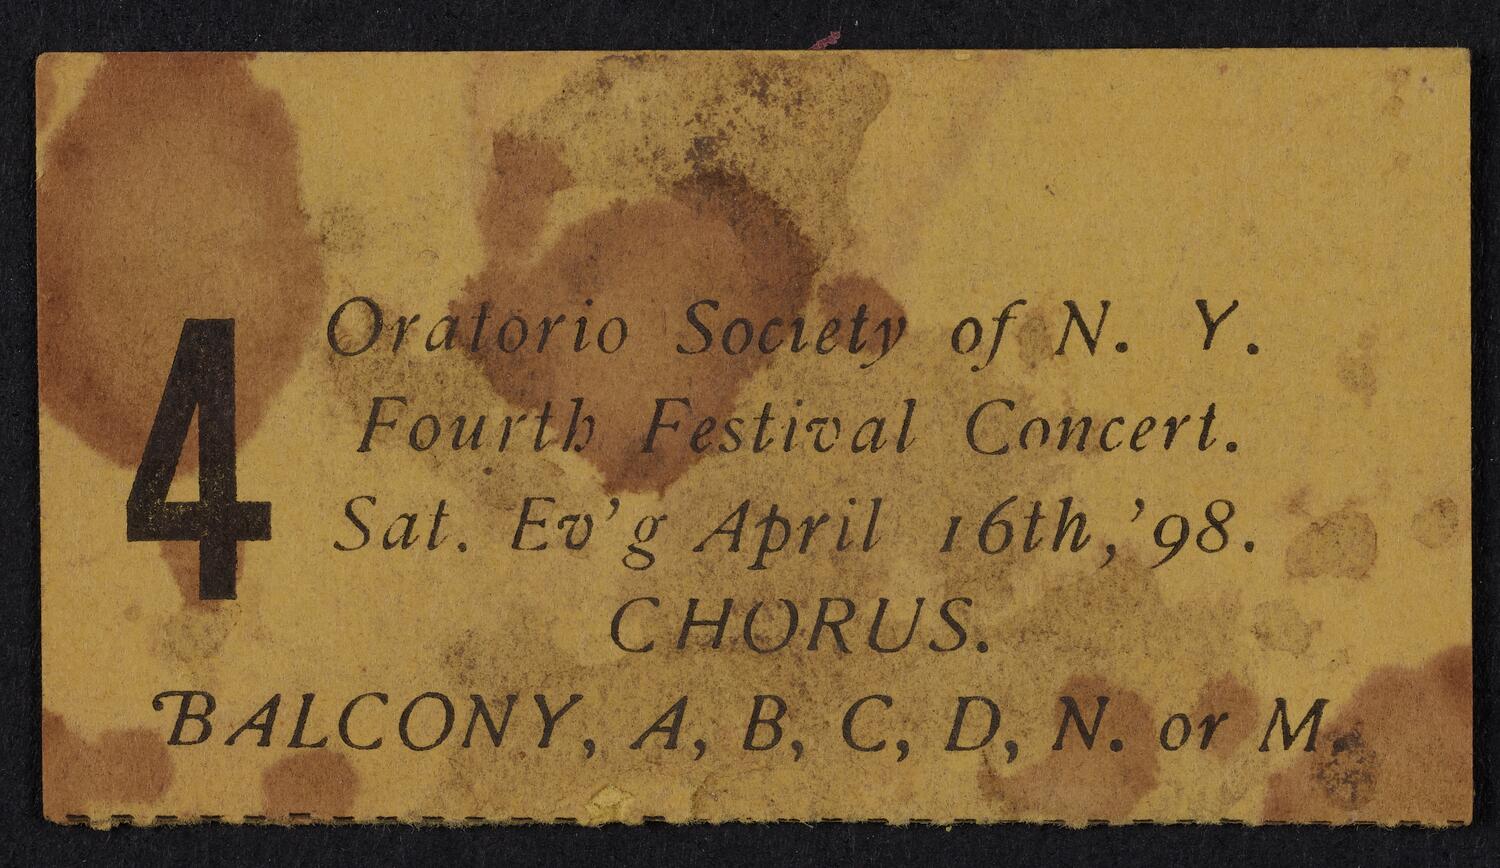 4
Oratorio Society of N. Y.
Fourth Festival Concert.
Sat. Ev'g April 16th, '98.
CHORUS.
BALCONY, A, B, C, D, N. or M.